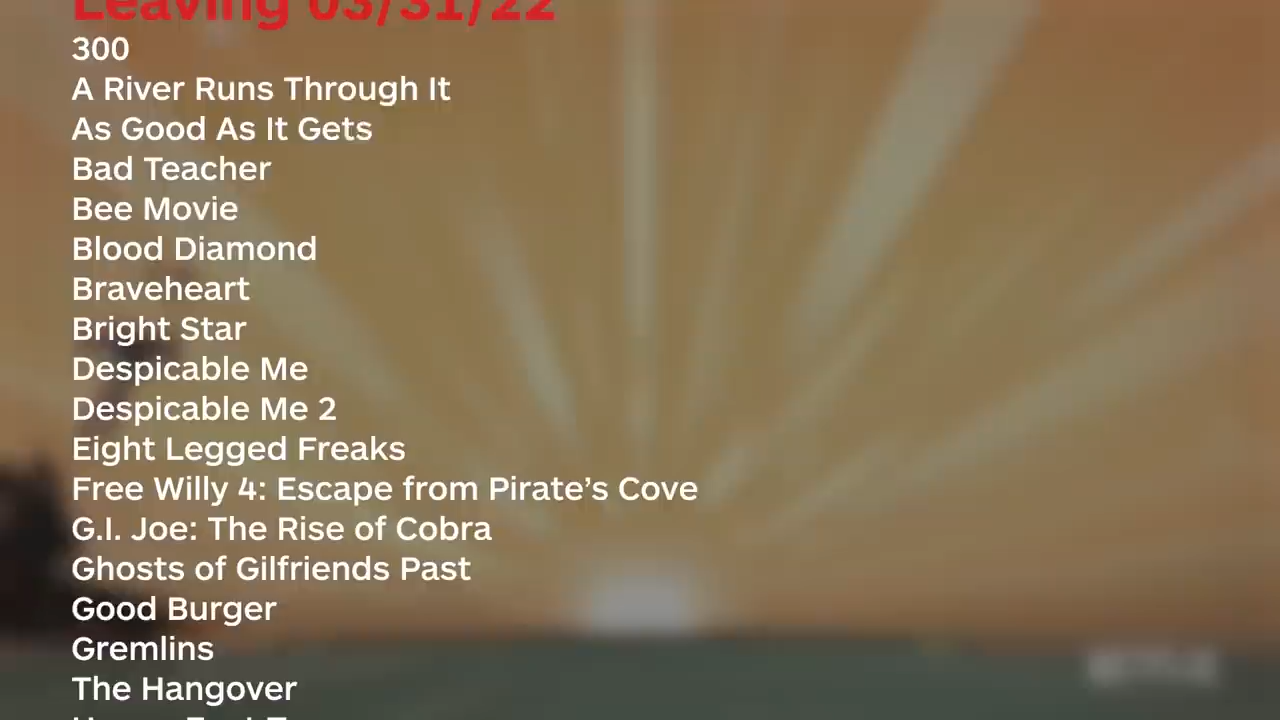 Leaving 03/31/22
300
A River Runs Through It
As Good As It Gets
Bad Teacher
Bee Movie
Blood Diamond
Braveheart
Bright Star
Despicable Me
Despicable Me 2
Eight Legged Freaks
Free Willy 4: Escape from Pirate’s Cove
G.I. Joe: The Rise of Cobra
Ghosts of Gilfriends Past
Good Burger
Gremlins
The Hangover